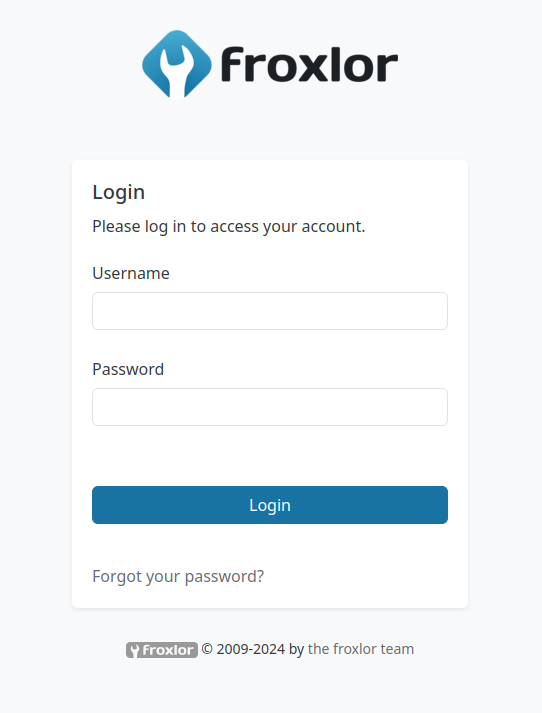 froxlor
Login
Please log in to access your account.
Username
Password
Login
Forgot your password?
froxlor © 2009-2024 by the froxlor team